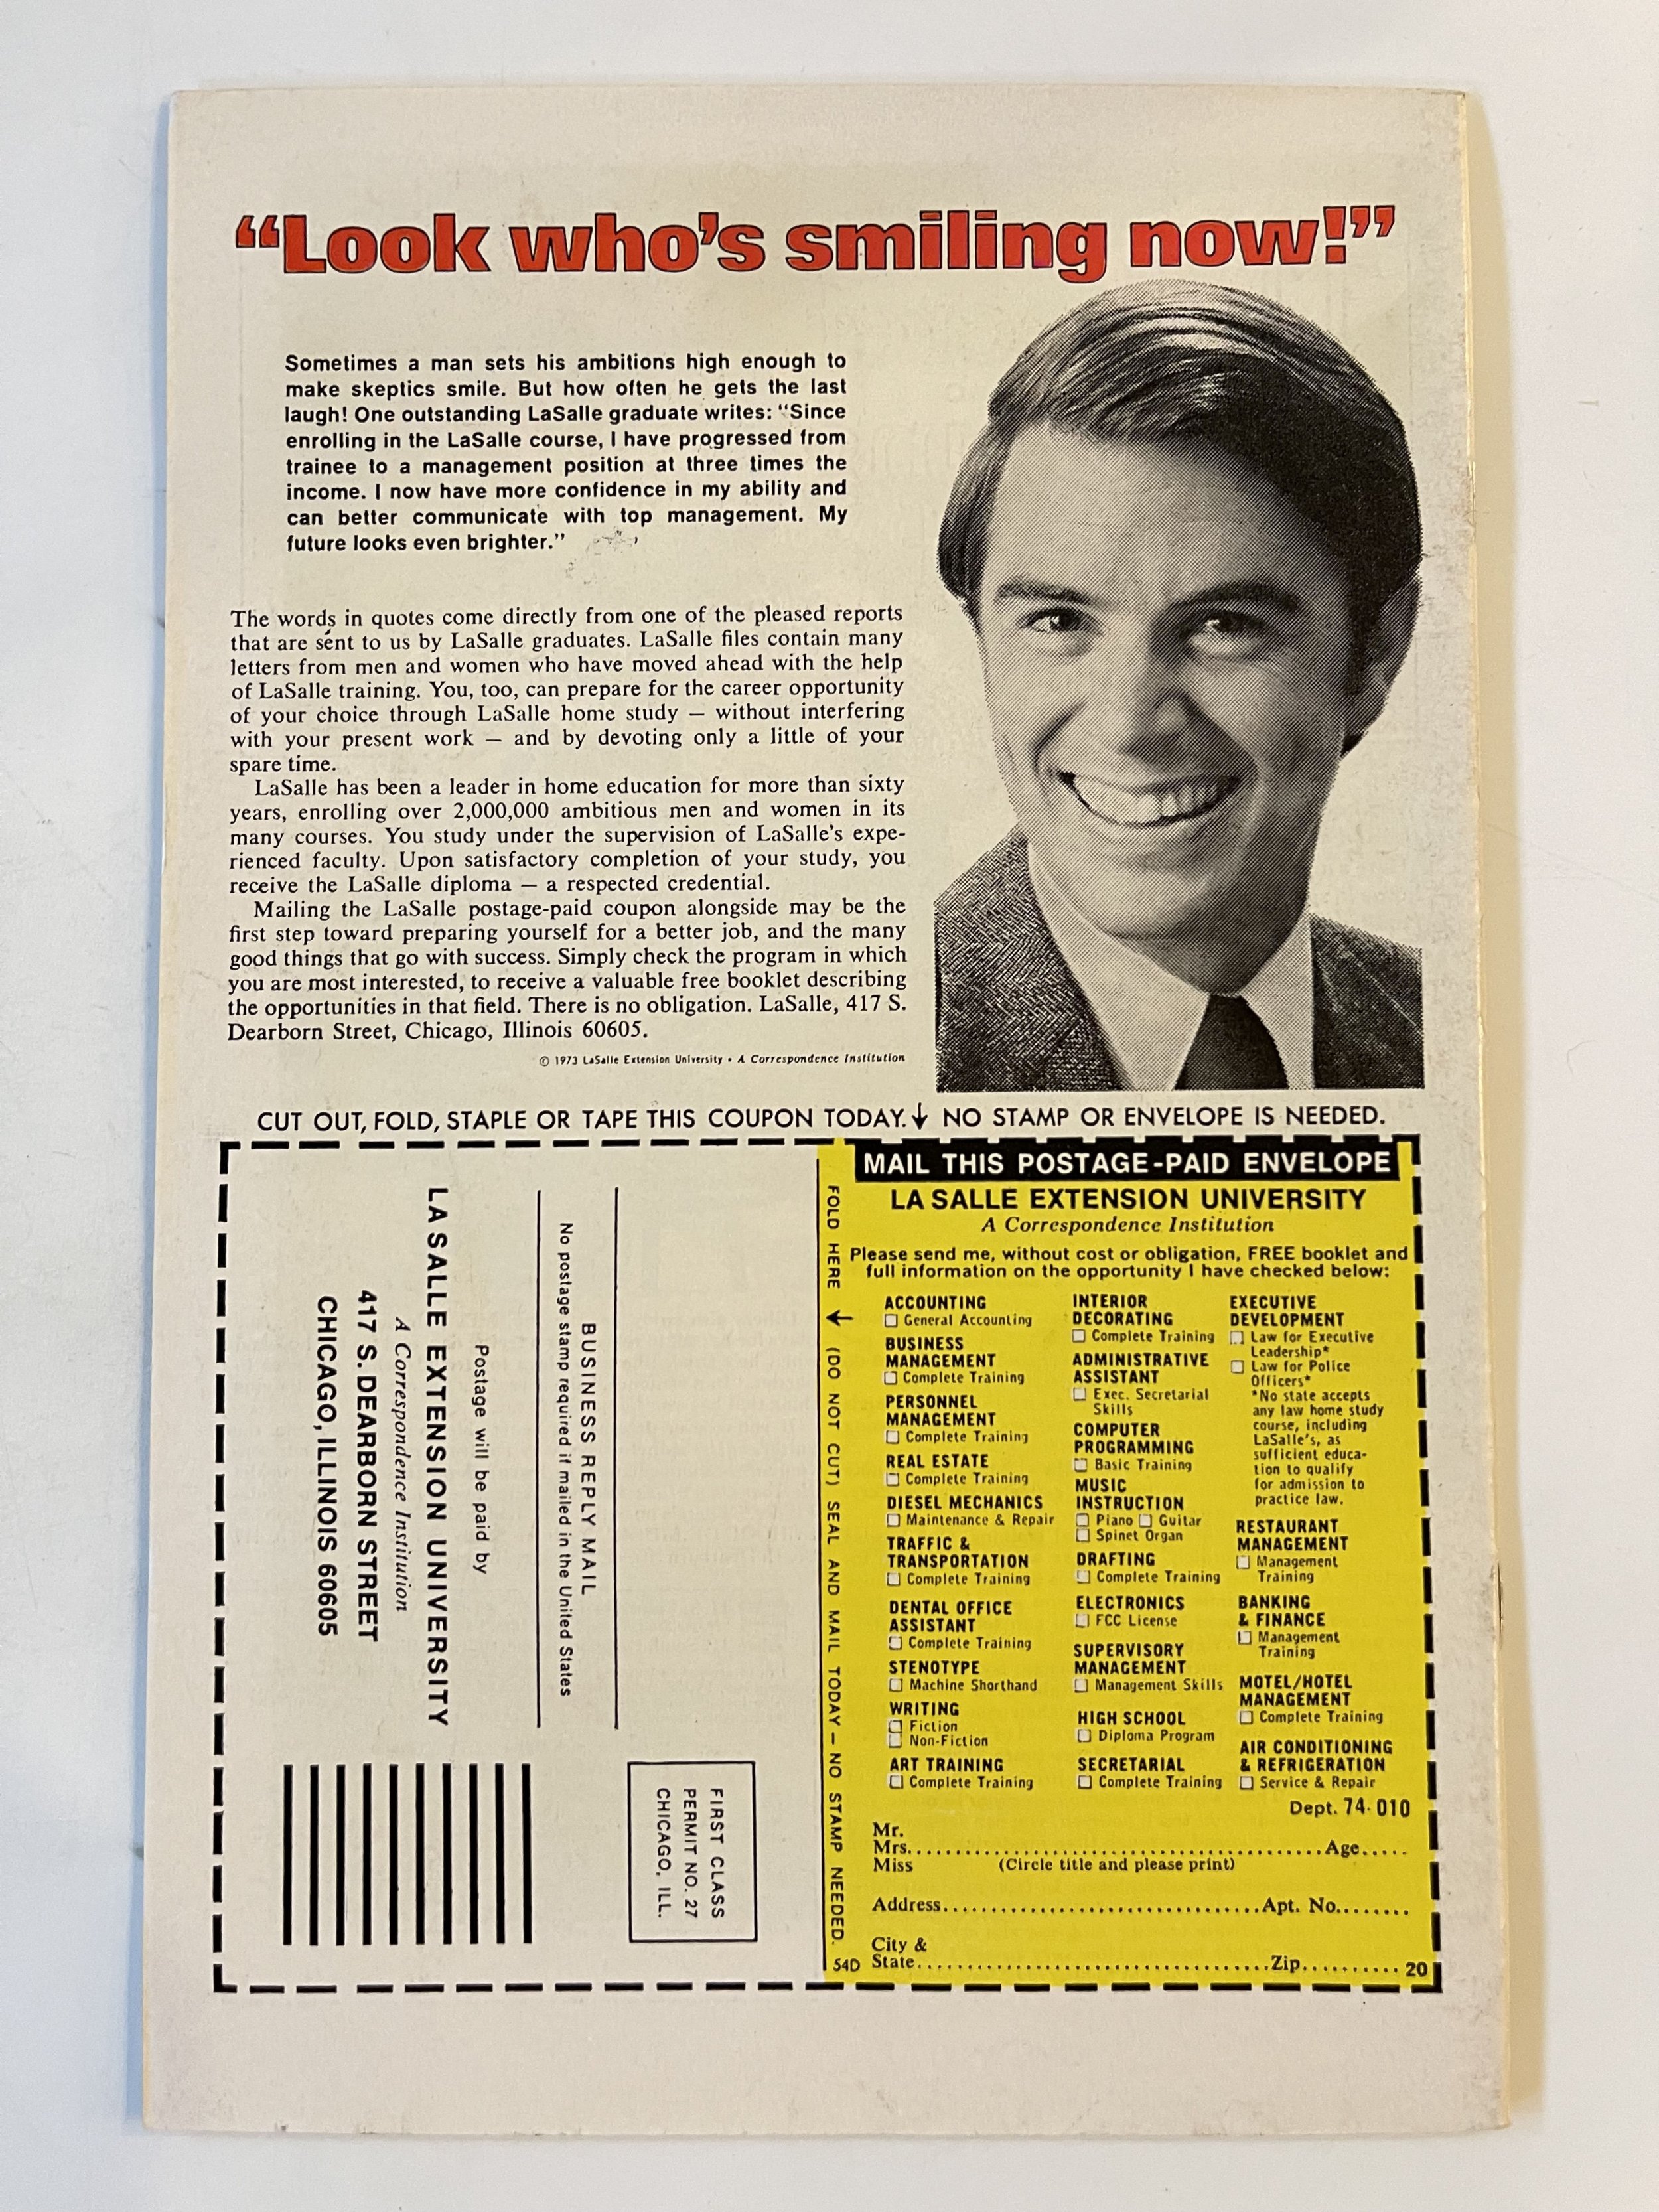 “Look who’s smiling now!”
Sometimes a man sets his ambitions high enough to
make skeptics smile. But how often he gets the last
laugh! One outstanding LaSalle graduate writes: “Since
enrolling in the LaSalle course, I have progressed from
trainee to a management position at three times the
income. I now have more confidence in my ability and
can better communicate with top management. My
future looks even brighter.”
The words in quotes come directly from one of the pleased reports
that are sent to us by LaSalle graduates. LaSalle files contain many
letters from men and women who have moved ahead with the help
of LaSalle training. You, too, can prepare for the career opportunity
of your choice through LaSalle home study — without interfering
with your present work — and by devoting only a little of your
spare time.
LaSalle has been a leader in home education for more than sixty
years, enrolling over 2,000,000 ambitious men and women in its
many courses. You study under the supervision of LaSalle’s expe-
rienced faculty. Upon satisfactory completion of your study, you
receive the LaSalle diploma — a respected credential.
Mailing the LaSalle postage-paid coupon alongside may be the
first step toward preparing yourself for a better job, and the many
good things that go with success. Simply check the program in which
you are most interested, to receive a valuable free booklet describing
the opportunities in that field. There is no obligation. LaSalle, 417 S.
Dearborn Street, Chicago, Illinois 60605.
© 1973 LaSalle Extension University • A Correspondence Institution
CUT OUT, FOLD, STAPLE OR TAPE THIS COUPON TODAY.↓ NO STAMP OR ENVELOPE IS NEEDED.
FIRST CLASS
PERMIT NO. 27
CHICAGO, ILL.
BUSINESS REPLY MAIL
No postage stamp required if mailed in the United States
Postage will be paid by
LA SALLE EXTENSION UNIVERSITY
A Correspondence Institution
417 S. DEARBORN STREET
CHICAGO, ILLINOIS 60605
FOLD HERE ↓ (DO NOT CUT) SEAL AND MAIL TODAY — NO STAMP NEEDED.
54D
MAIL THIS POSTAGE-PAID ENVELOPE
LA SALLE EXTENSION UNIVERSITY
A Correspondence Institution
Please send me, without cost or obligation, FREE booklet and
full information on the opportunity I have checked below:
ACCOUNTING
☐ General Accounting
BUSINESS
MANAGEMENT
☐ Complete Training
PERSONNEL
MANAGEMENT
☐ Complete Training
REAL ESTATE
☐ Complete Training
DIESEL MECHANICS
☐ Maintenance & Repair
TRAFFIC &
TRANSPORTATION
☐ Complete Training
DENTAL OFFICE
ASSISTANT
☐ Complete Training
STENOTYPE
☐ Machine Shorthand
WRITING
☐ Fiction
☐ Non-Fiction
ART TRAINING
☐ Complete Training
INTERIOR
DECORATING
☐ Complete Training
ADMINISTRATIVE
ASSISTANT
☐ Exec. Secretarial
Skills
COMPUTER
PROGRAMMING
☐ Basic Training
MUSIC
INSTRUCTION
☐ Piano ☐ Guitar
☐ Spinet Organ
DRAFTING
☐ Complete Training
ELECTRONICS
☐ FCC License
SUPERVISORY
MANAGEMENT
☐ Management Skills
HIGH SCHOOL
☐ Diploma Program
SECRETARIAL
☐ Complete Training
EXECUTIVE
DEVELOPMENT
☐ Law for Executive
Leadership*
☐ Law for Police
Officers*
*No state accepts
any law home study
course, including
LaSalle’s, as
sufficient educa-
tion to qualify
for admission to
practice law.
RESTAURANT
MANAGEMENT
☐ Management
Training
BANKING
& FINANCE
☐ Management
Training
MOTEL/HOTEL
MANAGEMENT
☐ Complete Training
AIR CONDITIONING
& REFRIGERATION
☐ Service & Repair
Dept. 74-010
Mr.
Mrs. Age
Miss (Circle title and please print)
Address Apt. No.
City &
State Zip
20